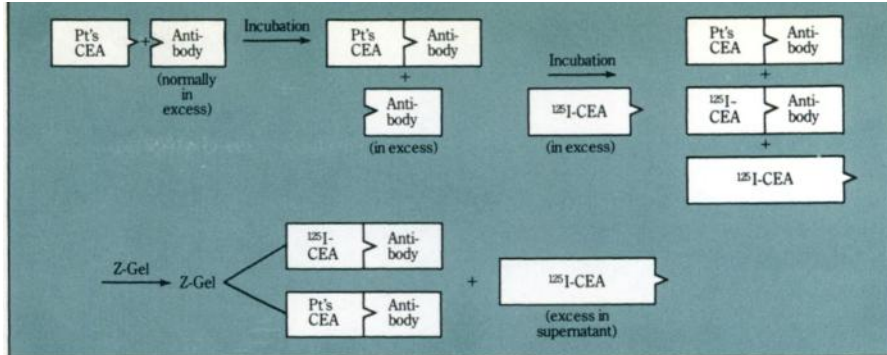 Pt's
CEA
+
Anti-
body
(normally
in
excess)
Incubation
Pt's
CEA
Anti-
body
+
Anti-
body
(in excess)
Incubation
¹²⁵I-CEA
(in excess)
Pt's
CEA
Anti-
body
+
¹²⁵I-
CEA
Anti-
body
+
¹²⁵I-CEA
Z-Gel
Z-Gel
¹²⁵I-
CEA
Anti-
body
Pt's
CEA
Anti-
body
+
¹²⁵I-CEA
(excess in
supernatant)